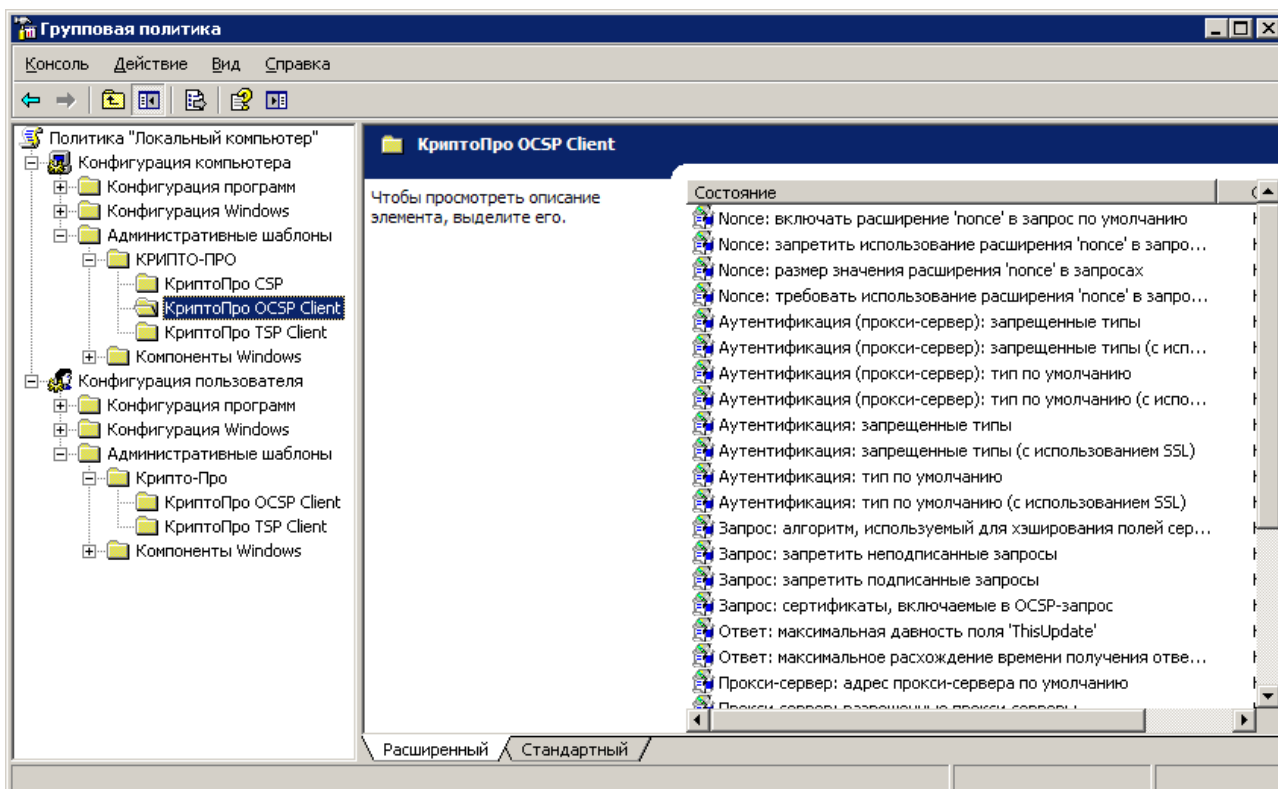 Групповая политика
Консоль Действие Вид Справка
Политика "Локальный компьютер"
Конфигурация компьютера
Конфигурация программ
Конфигурация Windows
Административные шаблоны
КРИПТО-ПРО
КриптоПро CSP
КриптоПро OCSP Client
КриптоПро TSP Client
Компоненты Windows
Конфигурация пользователя
Конфигурация программ
Конфигурация Windows
Административные шаблоны
Крипто-Про
КриптоПро OCSP Client
КриптоПро TSP Client
Компоненты Windows
КриптоПро OCSP Client
Чтобы просмотреть описание
элемента, выделите его.
Состояние
Nonce: включать расширение 'nonce' в запрос по умолчанию
Nonce: запретить использование расширения 'nonce' в запро...
Nonce: размер значения расширения 'nonce' в запросах
Nonce: требовать использование расширения 'nonce' в запро...
Аутентификация (прокси-сервер): запрещенные типы
Аутентификация (прокси-сервер): запрещенные типы (с исп...
Аутентификация (прокси-сервер): тип по умолчанию
Аутентификация (прокси-сервер): тип по умолчанию (с испо...
Аутентификация: запрещенные типы
Аутентификация: запрещенные типы (с использованием SSL)
Аутентификация: тип по умолчанию
Аутентификация: тип по умолчанию (с использованием SSL)
Запрос: алгоритм, используемый для хэширования полей сер...
Запрос: запретить неподписанные запросы
Запрос: запретить подписанные запросы
Запрос: сертификаты, включаемые в OCSP-запрос
Ответ: максимальная давность поля 'ThisUpdate'
Ответ: максимальное расхождение времени получения отве...
Прокси-сервер: адрес прокси-сервера по умолчанию
Прокси-сервер: разрешенные прокси-серверы
Расширенный Стандартный